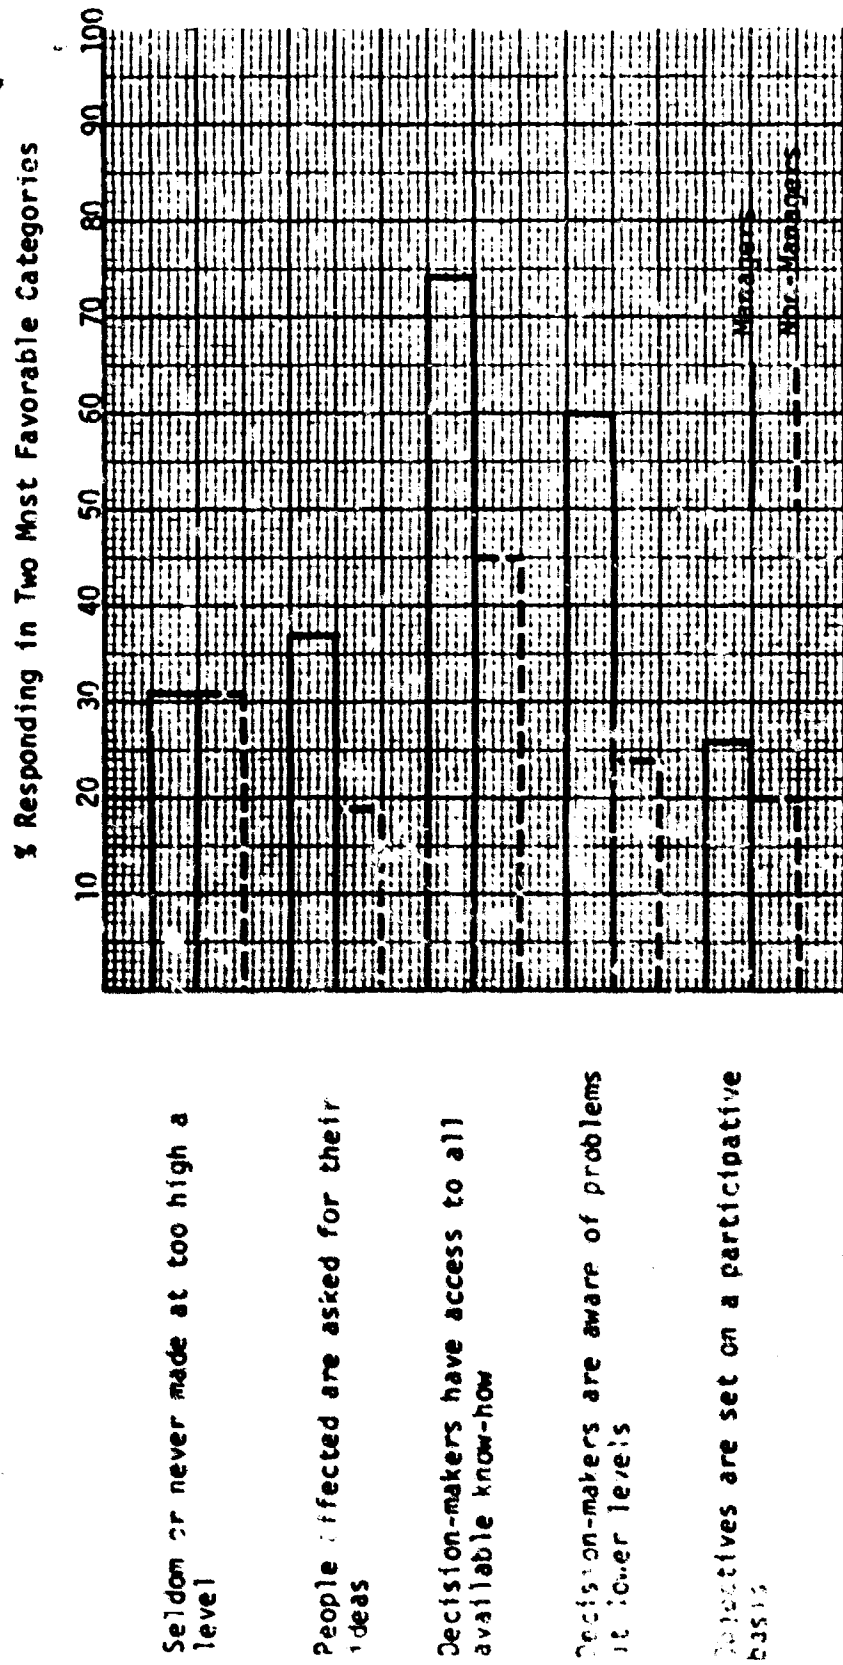 % Responding in Two Most Favorable Categories
10 20 30 40 50 60 70 80 90 100
Seldom or never made at too high a
level
People affected are asked for their
ideas
Decision-makers have access to all
available know-how
Decision-makers are aware of problems
at lower levels
Objectives are set on a participative
basis
Managers
Non-Managers